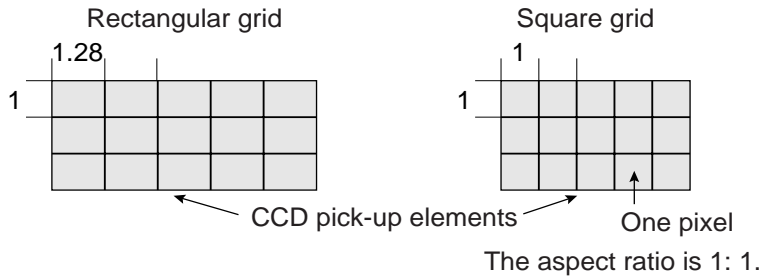 Rectangular grid
Square grid
1.28
1
1
1
CCD pick-up elements
One pixel
The aspect ratio is 1: 1.